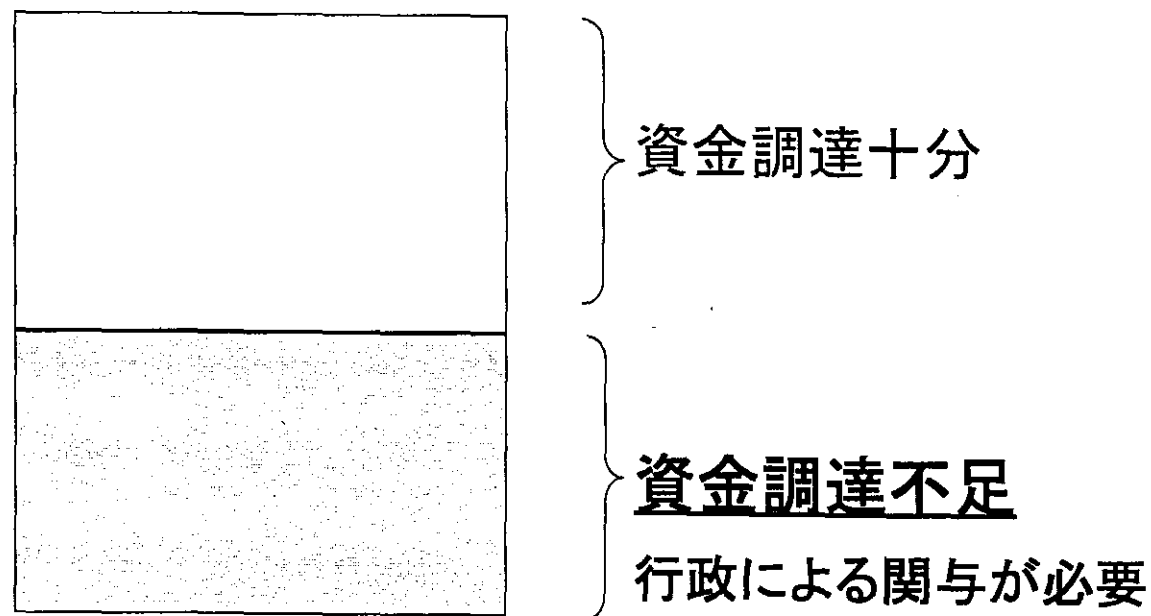 資金調達十分
資金調達不足
行政による関与が必要